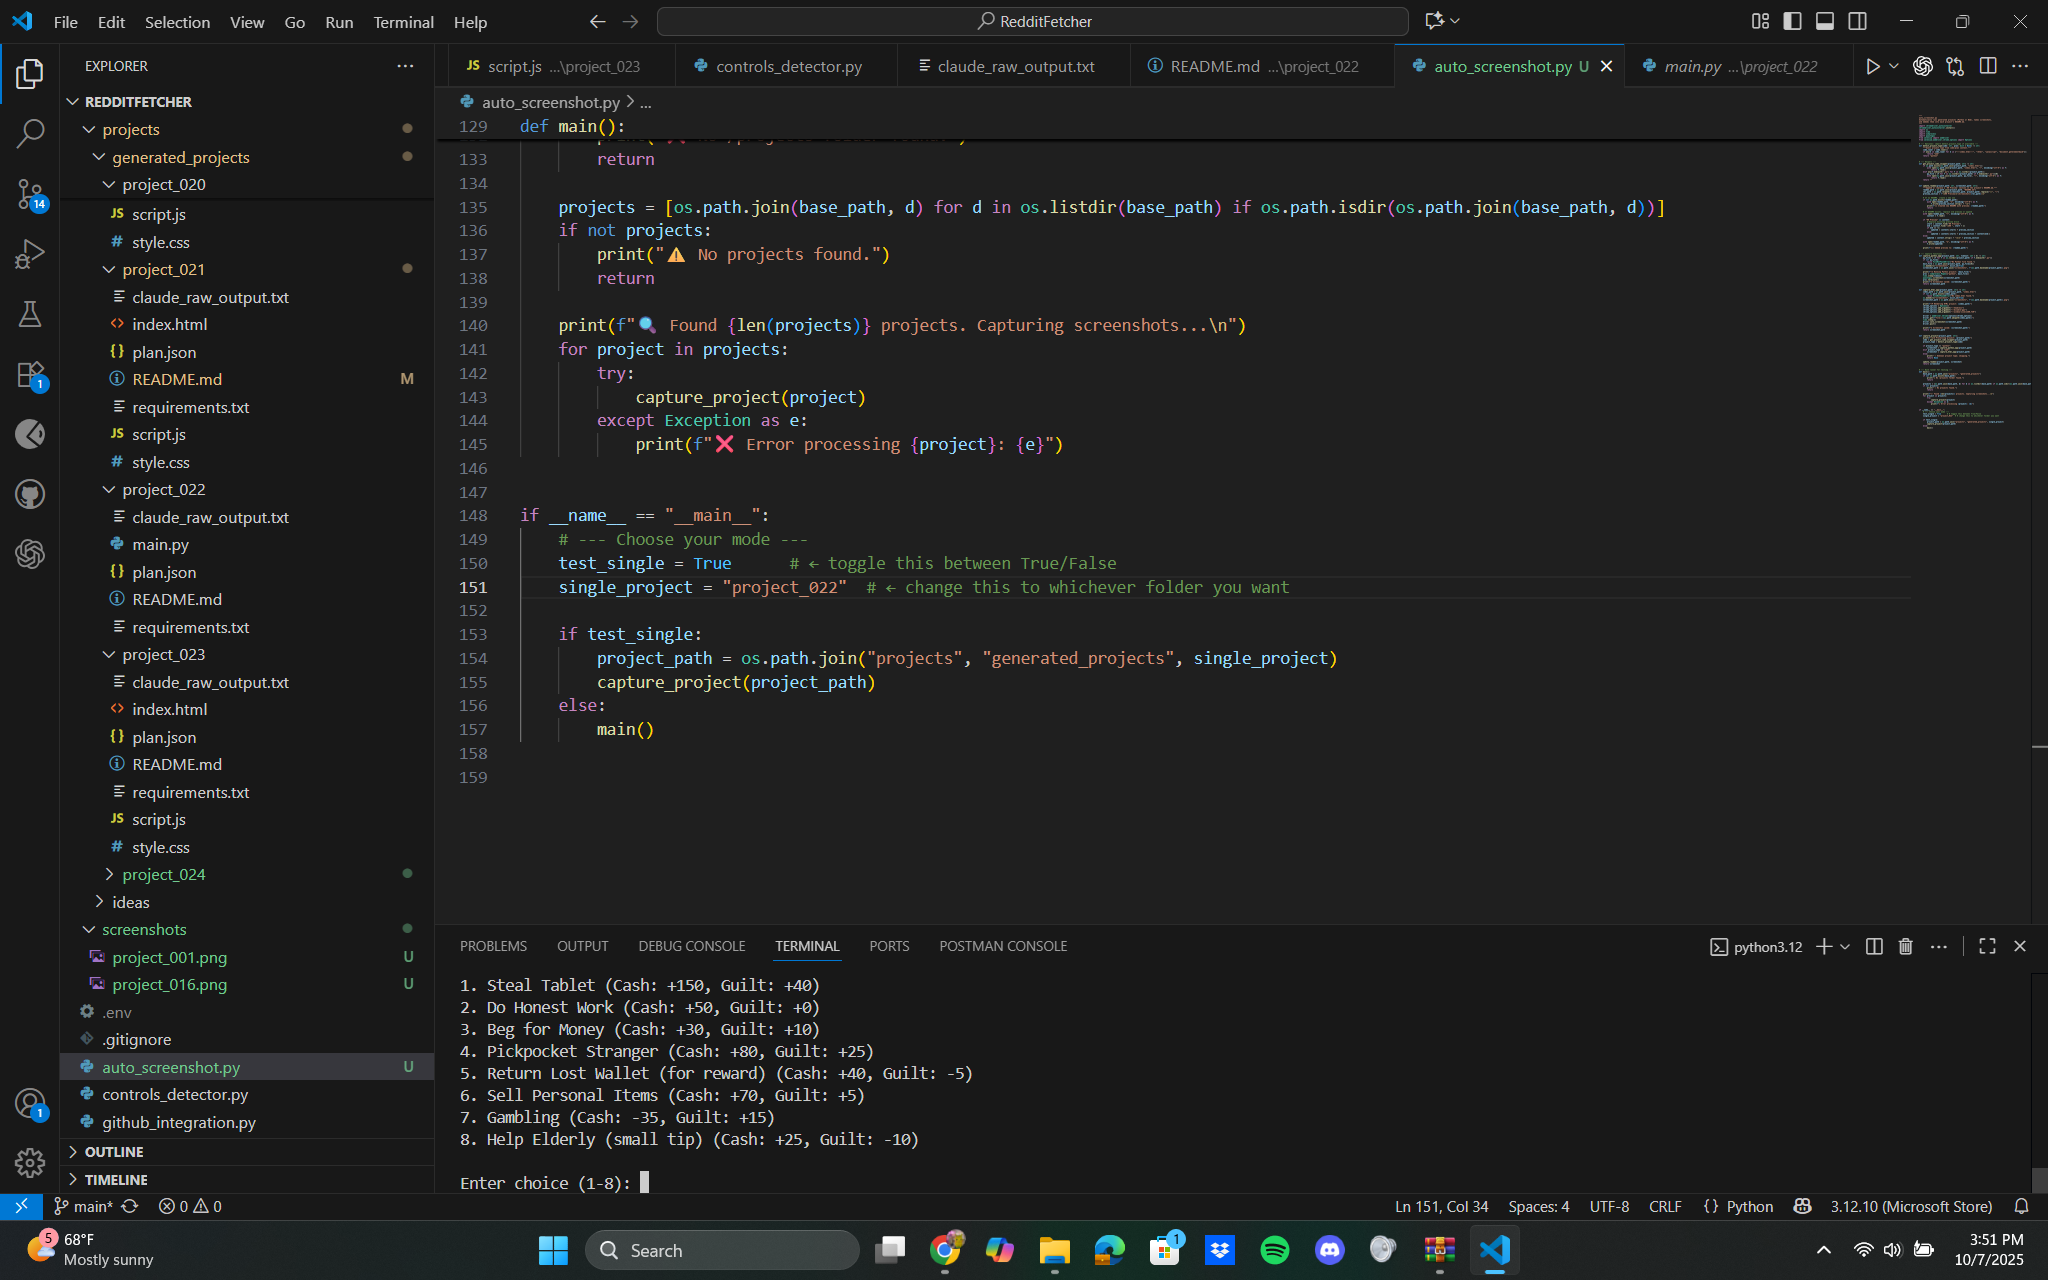 File Edit Selection View Go Run Terminal Help
RedditFetcher
EXPLORER
REDDITFETCHER
projects
generated_projects
project_020
JS script.js
# style.css
project_021
claude_raw_output.txt
<> index.html
{} plan.json
README.md M
requirements.txt
JS script.js
# style.css
project_022
claude_raw_output.txt
main.py
{} plan.json
README.md
requirements.txt
project_023
claude_raw_output.txt
<> index.html
{} plan.json
README.md
requirements.txt
JS script.js
# style.css
project_024
ideas
screenshots
project_001.png U
project_016.png U
.env
.gitignore
auto_screenshot.py U
controls_detector.py
github_integration.py
OUTLINE
TIMELINE
14
1
1
JS script.js ...\project_023
controls_detector.py
claude_raw_output.txt
README.md ...\project_022
auto_screenshot.py U
main.py ...\project_022
auto_screenshot.py > ...
129 def main():
133 return
134
135 projects = [os.path.join(base_path, d) for d in os.listdir(base_path) if os.path.isdir(os.path.join(base_path, d))]
136 if not projects:
137 print("⚠️ No projects found.")
138 return
139
140 print(f"🔍 Found {len(projects)} projects. Capturing screenshots...\n")
141 for project in projects:
142 try:
143 capture_project(project)
144 except Exception as e:
145 print(f"❌ Error processing {project}: {e}")
146
147
148 if __name__ == "__main__":
149 # --- Choose your mode ---
150 test_single = True # ← toggle this between True/False
151 single_project = "project_022" # ← change this to whichever folder you want
152
153 if test_single:
154 project_path = os.path.join("projects", "generated_projects", single_project)
155 capture_project(project_path)
156 else:
157 main()
158
159
PROBLEMS OUTPUT DEBUG CONSOLE TERMINAL PORTS POSTMAN CONSOLE
python3.12
1. Steal Tablet (Cash: +150, Guilt: +40)
2. Do Honest Work (Cash: +50, Guilt: +0)
3. Beg for Money (Cash: +30, Guilt: +10)
4. Pickpocket Stranger (Cash: +80, Guilt: +25)
5. Return Lost Wallet (for reward) (Cash: +40, Guilt: -5)
6. Sell Personal Items (Cash: +70, Guilt: +5)
7. Gambling (Cash: -35, Guilt: +15)
8. Help Elderly (small tip) (Cash: +25, Guilt: -10)
Enter choice (1-8):
main* 0 0
Ln 151, Col 34 Spaces: 4 UTF-8 CRLF {} Python 3.12.10 (Microsoft Store)
5
68°F
Mostly sunny
Search
1
3:51 PM
10/7/2025